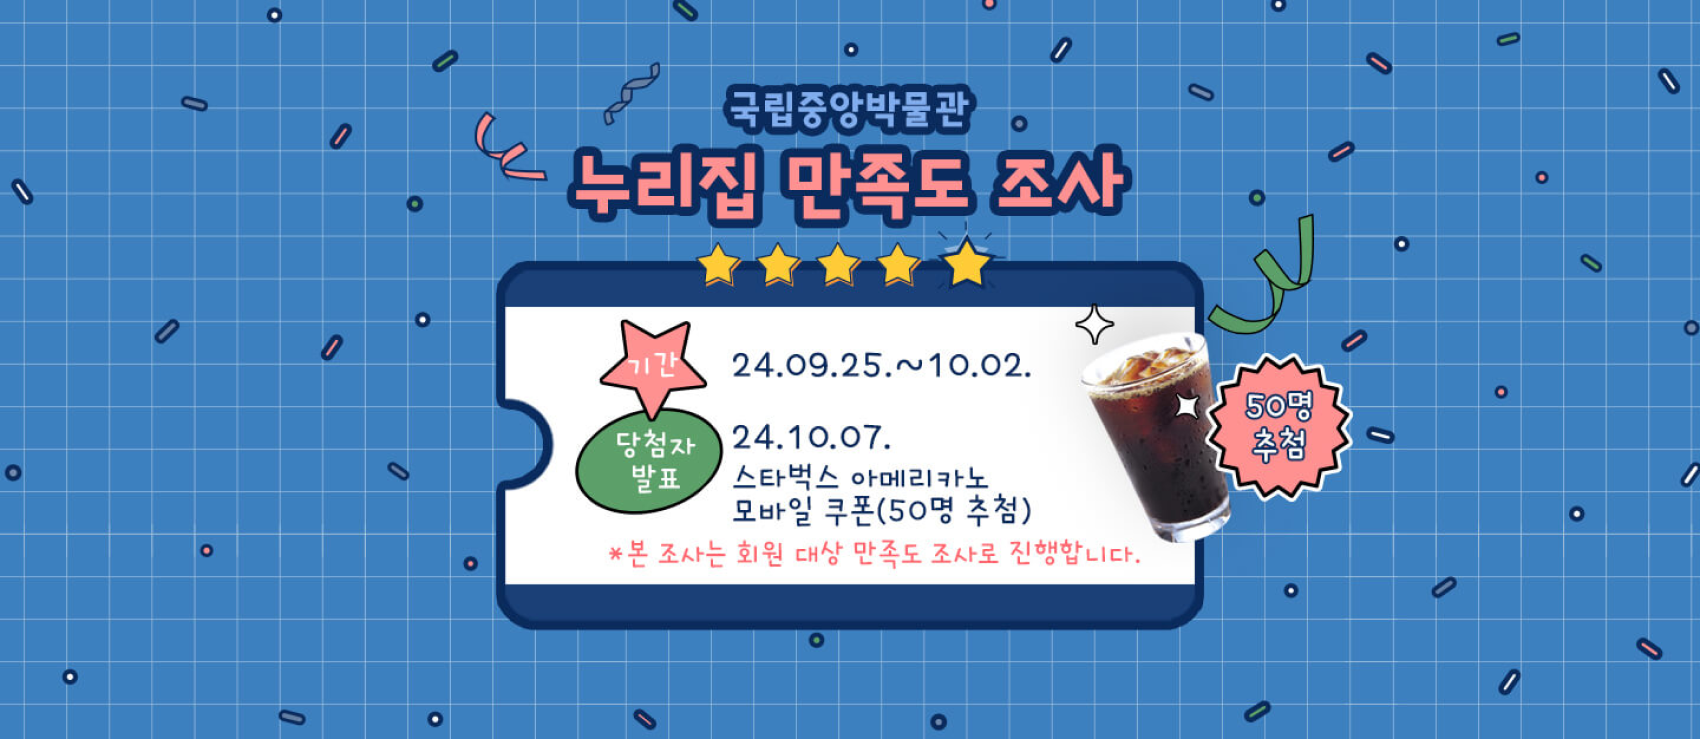 국립중앙박물관
누리집 만족도 조사
기간
24.09.25.~10.02.
당첨자
발표
24.10.07.
스타벅스 아메리카노
모바일 쿠폰(50명 추첨)
*본 조사는 회원 대상 만족도 조사로 진행합니다.
50명
추첨